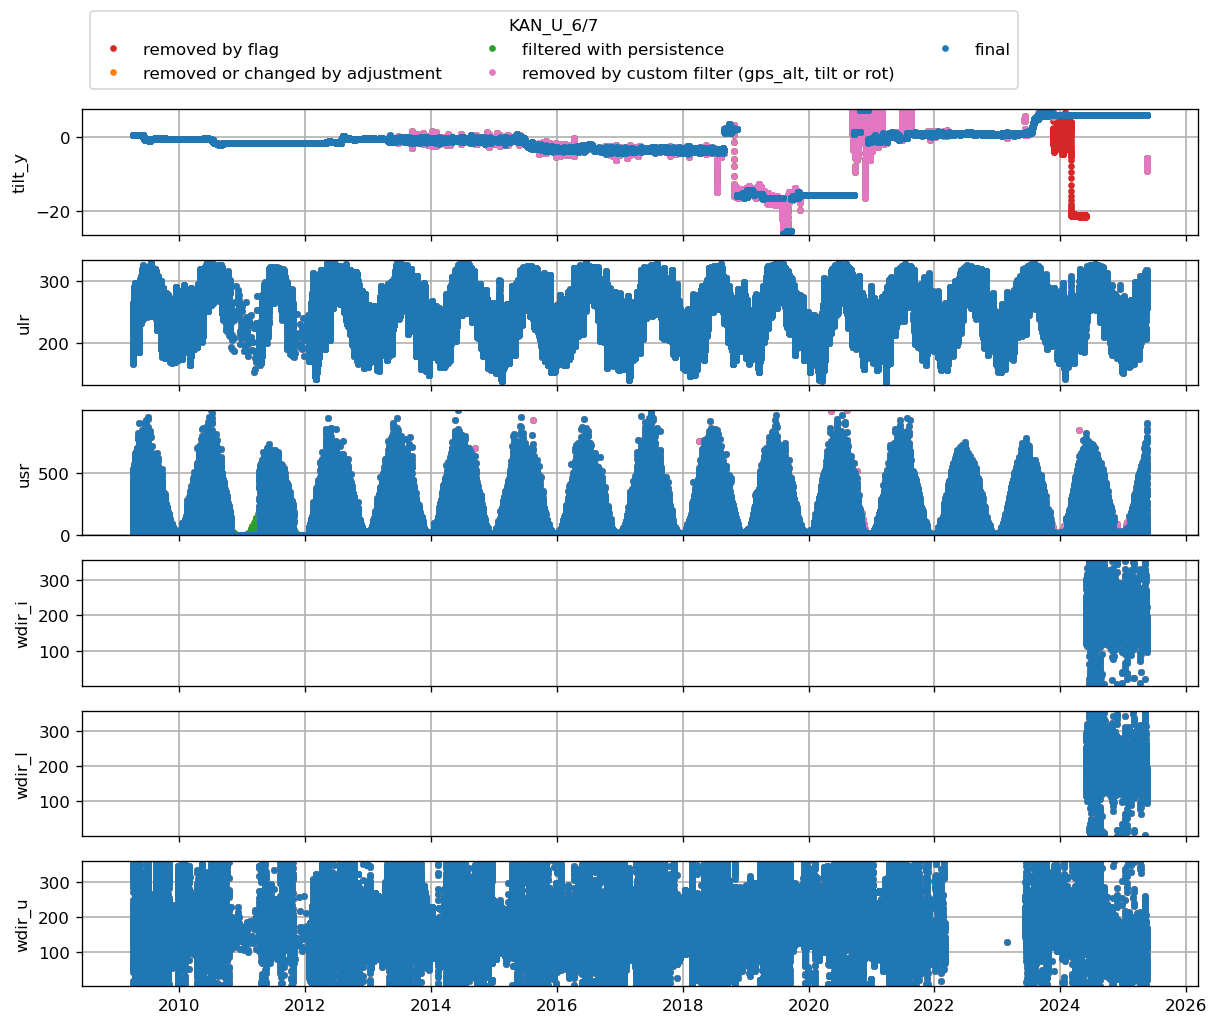 KAN_U_6/7
removed by flag
filtered with persistence
final
removed or changed by adjustment
removed by custom filter (gps_alt, tilt or rot)
0
−20
tilt_y
300
200
ulr
500
0
usr
300
200
100
wdir_i
300
200
100
wdir_l
300
200
100
wdir_u
2010 2012 2014 2016 2018 2020 2022 2024 2026